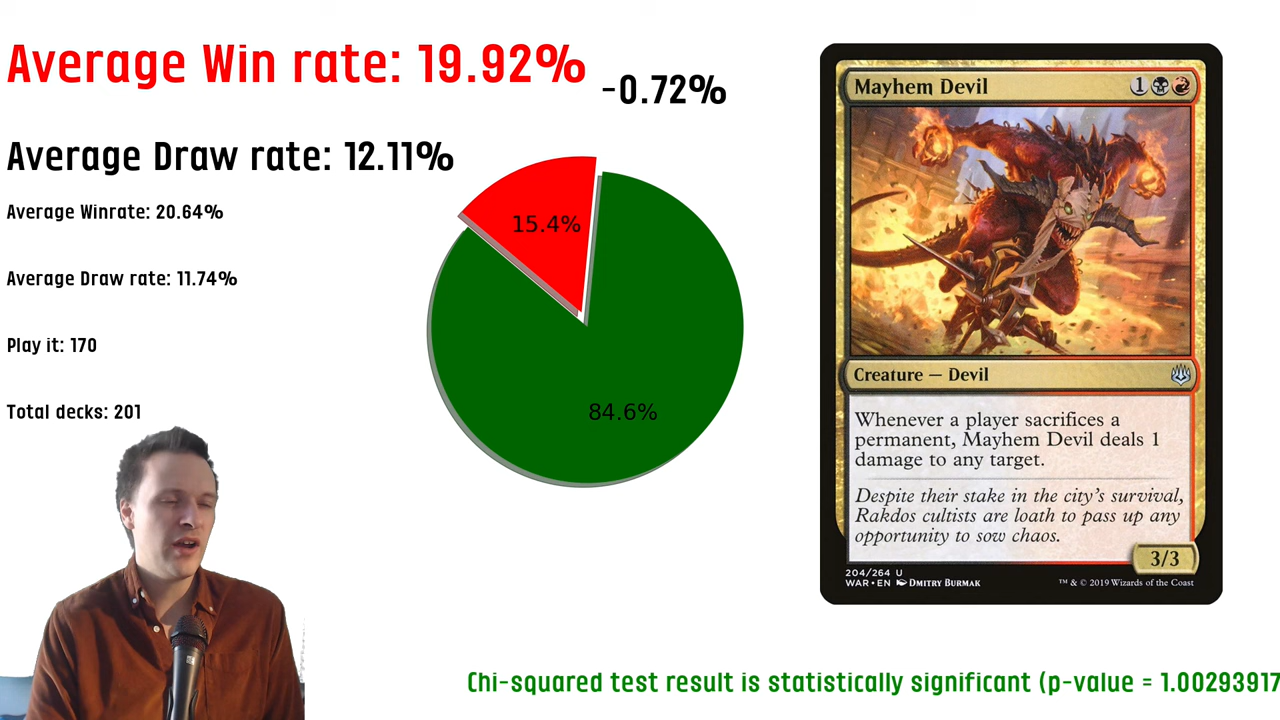 Average Win rate: 19.92%
-0.72%
Average Draw rate: 12.11%
Average Winrate: 20.64%
Average Draw rate: 11.74%
Play it: 170
Total decks: 201
15.4%
84.6%
Mayhem Devil 1
Creature — Devil
Whenever a player sacrifices a
permanent, Mayhem Devil deals 1
damage to any target.
Despite their stake in the city's survival,
Rakdos cultists are loath to pass up any
opportunity to sow chaos.
3/3
204/264 U
WAR • EN Dmitry Burmak
™ & © 2019 Wizards of the Coast
Chi-squared test result is statistically significant (p-value = 1.00293917